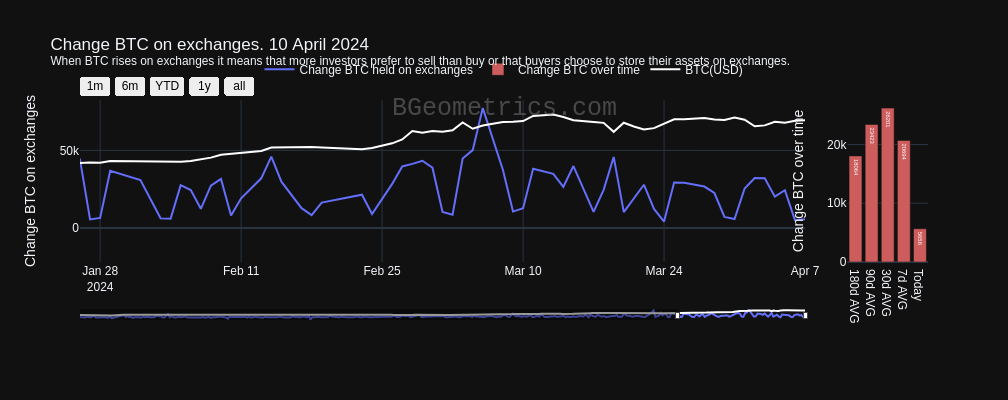 Change BTC on exchanges. 10 April 2024
When BTC rises on exchanges it means that more investors prefer to sell than buy or that buyers choose to store their assets on exchanges.
Change BTC held on exchanges Change BTC over time BTC(USD)
1m 6m YTD 1y all
BGeometrics.com
Change BTC on exchanges
50k
0
Jan 28 Feb 11 Feb 25 Mar 10 Mar 24 Apr 7
2024
Change BTC over time
20k
10k
0
18064
23423
20694
180d AVG
90d AVG
30d AVG
7d AVG
Today